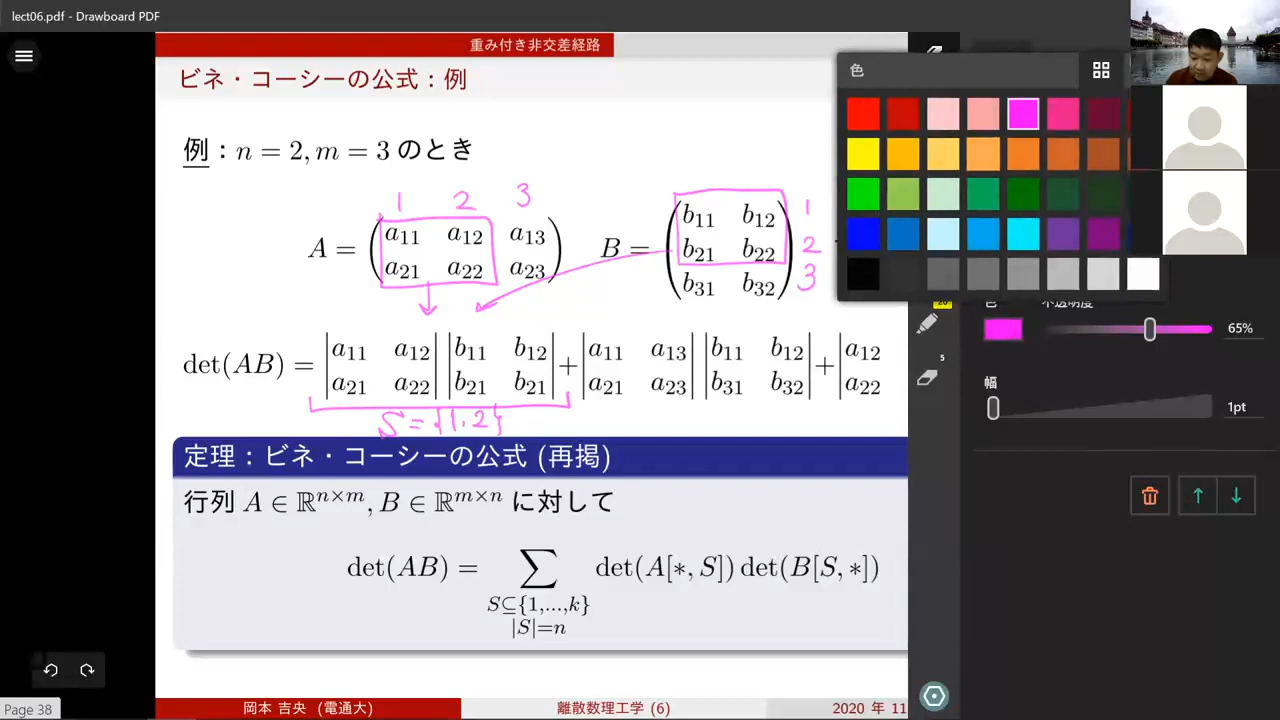 lect06.pdf - Drawboard PDF
重み付き非交差経路
ビネ・コーシーの公式：例
色
例：n = 2, m = 3 のとき
1 2 3
A = (a11 a12 a13
a21 a22 a23)
B = (b11 b12
b21 b22
b31 b32)
1
2
3
色 不透明度
65%
det(AB) = |a11 a12| |b11 b12| + |a11 a13| |b11 b12| + |a12
|a21 a22| |b21 b21| |a21 a23| |b31 b32| |a22
5
幅
1pt
S = {1,2}
定理：ビネ・コーシーの公式 (再掲)
行列 A ∈ ℝ^{n×m}, B ∈ ℝ^{m×n} に対して
det(AB) = ∑ det(A[∗, S]) det(B[S, ∗])
S⊆{1,...,k}
|S|=n
Page 38
岡本 吉央 (電通大)
離散数理工学 (6)
2020 年 11